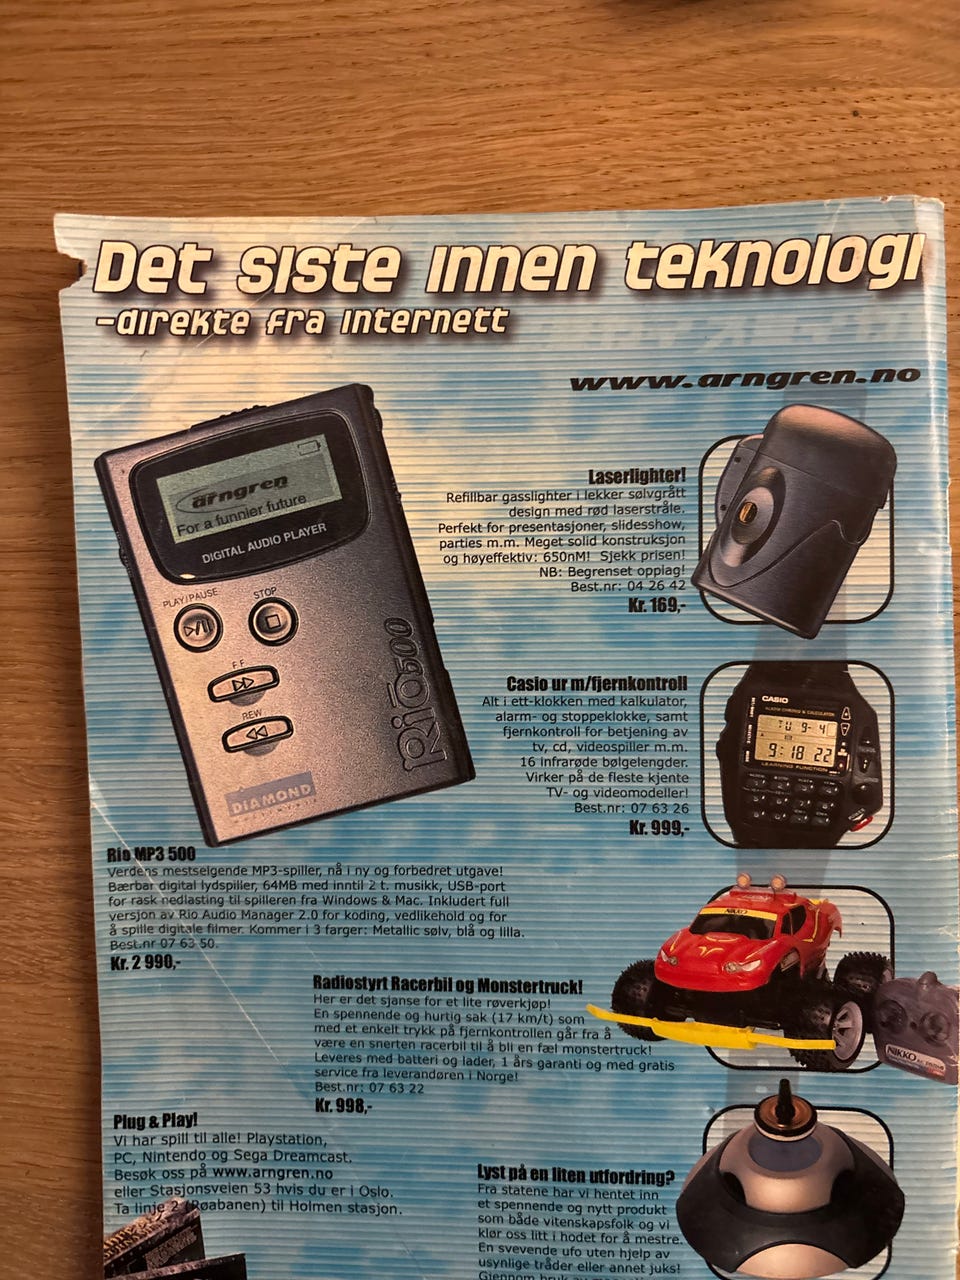 Det siste innen teknologi
-direkte fra internett
www.arngren.no
ärngren
For a funnier future
DIGITAL AUDIO PLAYER
PLAY/PAUSE
STOP
FF
REW
Rio500
DIAMOND
Laserlighter!
Refillbar gasslighter i lekker sølvgrått
design med rød laserstråle.
Perfekt for presentasjoner, slidesshow,
parties m.m. Meget solid konstruksjon
og høyeffektiv: 650nM! Sjekk prisen!
NB: Begrenset opplag!
Best.nr: 04 26 42
Kr. 169,-
Casio ur m/fjernkontroll
Alt i ett-klokken med kalkulator,
alarm- og stoppeklokke, samt
fjernkontroll for betjening av
tv, cd, videospiller m.m.
16 infrarøde bølgelengder.
Virker på de fleste kjente
TV- og videomodeller!
Best.nr: 07 63 26
Kr. 999,-
CASIO
TU 9- 4
9:18 22
LEARNING FUNCTION
Rio MP3 500
Verdens mestselgende MP3-spiller, nå i ny og forbedret utgave!
Bærbar digital lydspiller, 64MB med inntil 2 t. musikk, USB-port
for rask nedlasting til spilleren fra Windows & Mac. Inkludert full
versjon av Rio Audio Manager 2.0 for koding, vedlikehold og for
å spille digitale filmer. Kommer i 3 farger: Metallic sølv, blå og lilla.
Best.nr 07 63 50.
Kr. 2 990,-
Radiostyrt Racerbil og Monstertruck!
Her er det sjanse for et lite røverkjøp!
En spennende og hurtig sak (17 km/t) som
med et enkelt trykk på fjernkontrollen går fra å
være en snerten racerbil til å bli en fæl monstertruck!
Leveres med batteri og lader, 1 års garanti og med gratis
service fra leverandøren i Norge!
Best.nr: 07 63 22
Kr. 998,-
NIKKO
NIKKO
Plug & Play!
Vi har spill til alle! Playstation,
PC, Nintendo og Sega Dreamcast.
Besøk oss på www.arngren.no
eller Stasjonsveien 53 hvis du er i Oslo.
Ta linje 2 (Røabanen) til Holmen stasjon.
Lyst på en liten utfordring?
Fra statene har vi hentet inn
et spennende og nytt produkt
som både vitenskapsfolk og vi
klør oss litt i hodet for å mestre.
En svevende ufo uten hjelp av
usynlige tråder eller annet juks!
Gjennom bruk av